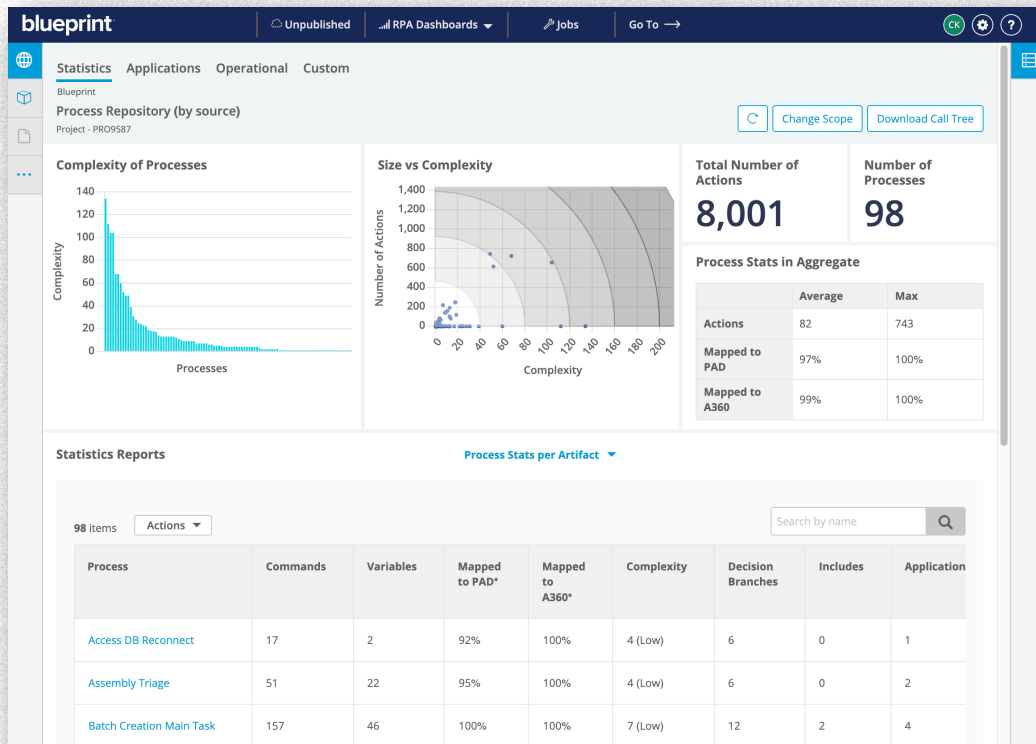 blueprint
Unpublished
RPA Dashboards
Jobs
Go To
CK
?
Statistics Applications Operational Custom
Blueprint
Process Repository (by source)
Project - PRO9587
Change Scope
Download Call Tree
Complexity of Processes
140
120
100
80
60
40
20
0
Complexity
Processes
Size vs Complexity
1,400
1,200
1,000
800
600
400
200
0
Number of Actions
0 20 40 60 80 100 120 140 160 180 200
Complexity
Total Number of
Actions
8,001
Number of
Processes
98
Process Stats in Aggregate
Average Max
Actions 82 743
Mapped to
PAD 97% 100%
Mapped to
A360 99% 100%
Statistics Reports
Process Stats per Artifact
98 items
Actions
Search by name
Process Commands Variables Mapped to PAD* Mapped to A360* Complexity Decision Branches Includes Application
Access DB Reconnect 17 2 92% 100% 4 (Low) 6 0 1
Assembly Triage 51 22 95% 100% 4 (Low) 6 0 2
Batch Creation Main Task 157 46 100% 100% 7 (Low) 12 2 4